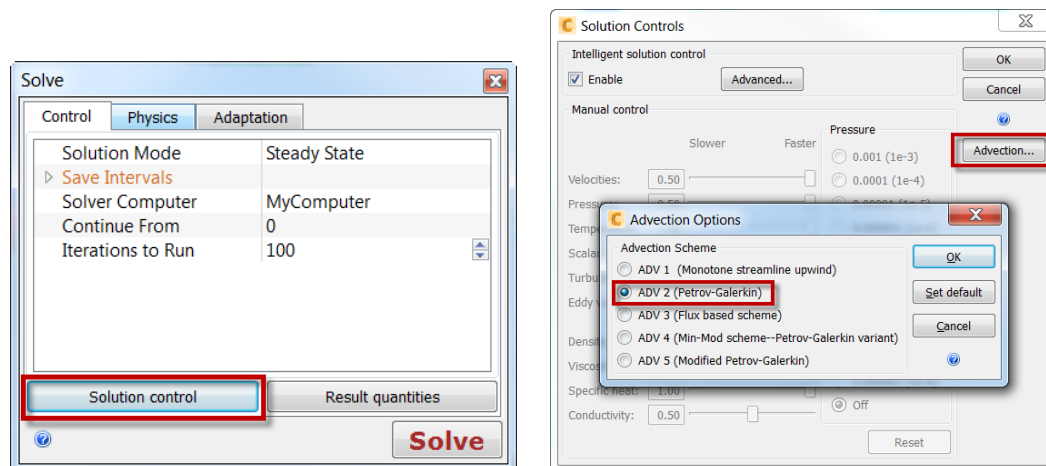 Solve
Control Physics Adaptation
Solution Mode Steady State
Save Intervals
Solver Computer MyComputer
Continue From 0
Iterations to Run 100
Solution control Result quantities
Solve
Solution Controls
Intelligent solution control
Enable Advanced...
OK
Cancel
Advection...
Manual control
Slower Faster
Pressure
0.001 (1e-3)
0.0001 (1e-4)
Velocities: 0.50
Advection Options
Advection Scheme
ADV 1 (Monotone streamline upwind)
ADV 2 (Petrov-Galerkin)
ADV 3 (Flux based scheme)
ADV 4 (Min-Mod scheme--Petrov-Galerkin variant)
ADV 5 (Modified Petrov-Galerkin)
OK
Set default
Cancel
Specific heat: 1.00
Conductivity: 0.50
Off
Reset